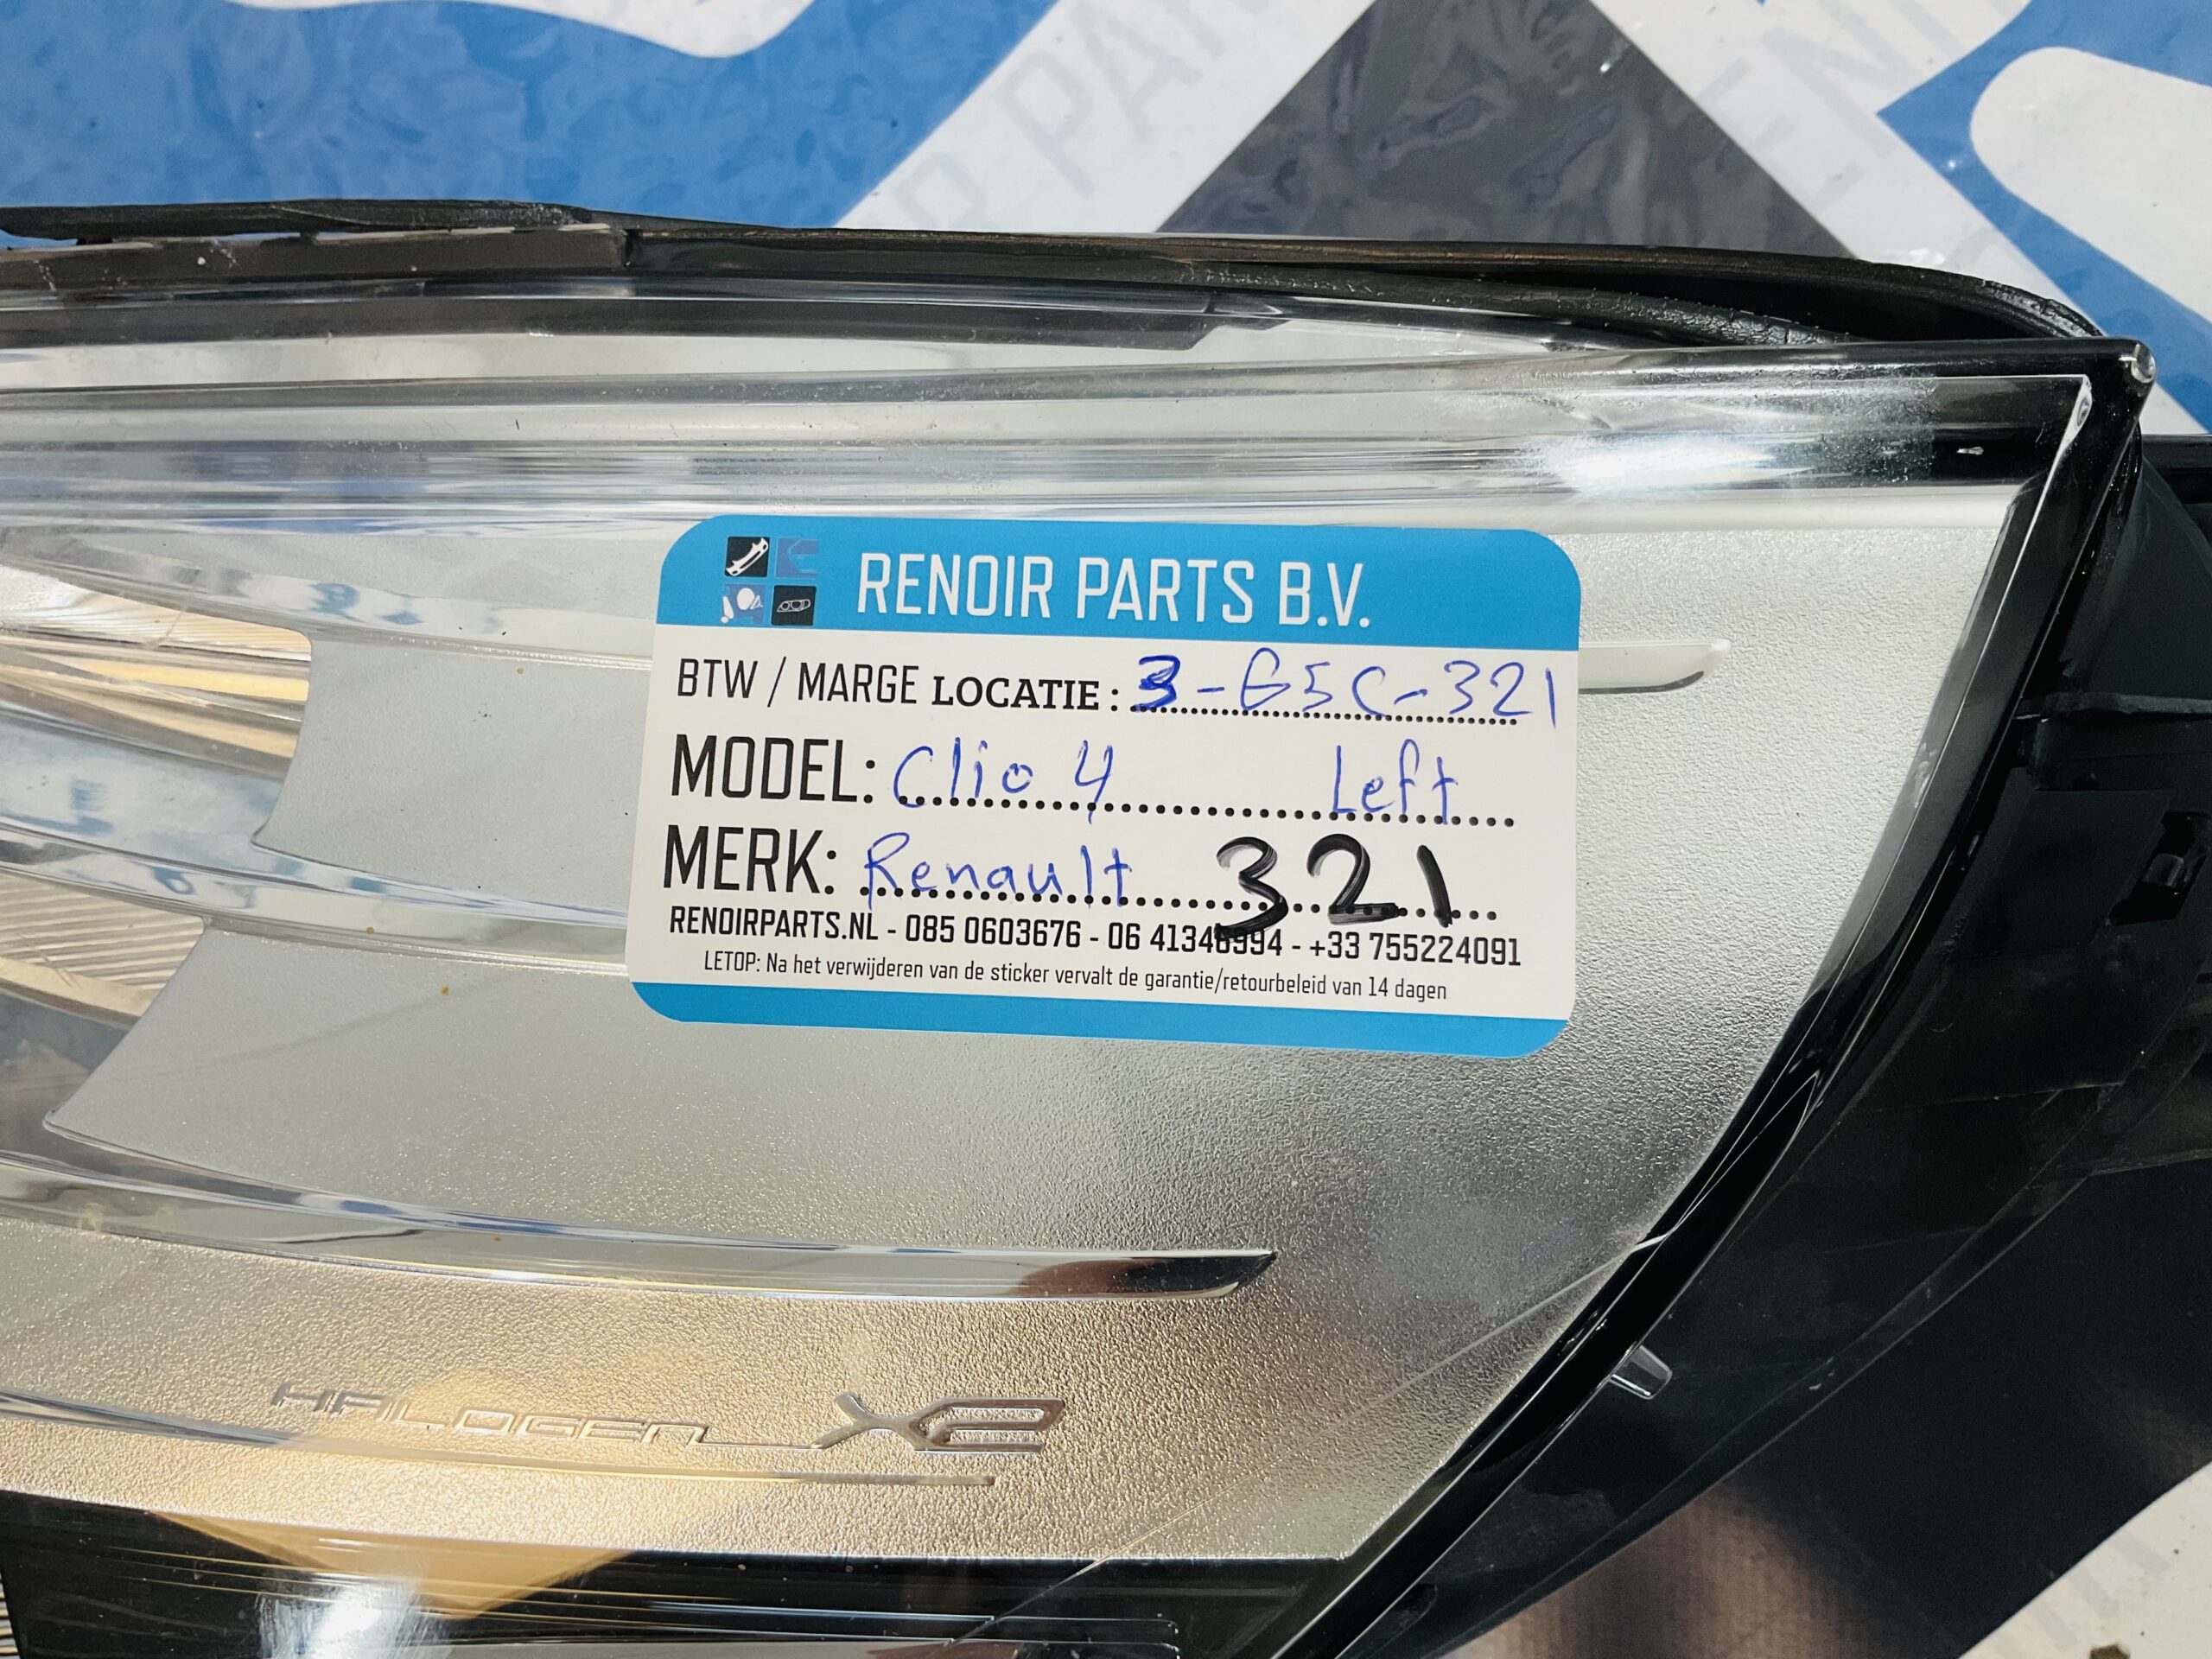 RENOIR PARTS B.V.
BTW / MARGE LOCATIE : 3-G5C-321
MODEL: Clio 4 Left
MERK: Renault 321
RENOIRPARTS.NL - 085 0603676 - 06 41346994 - +33 755224091
LETOP: Na het verwijderen van de sticker vervalt de garantie/retourbeleid van 14 dagen
HALOGEN X2